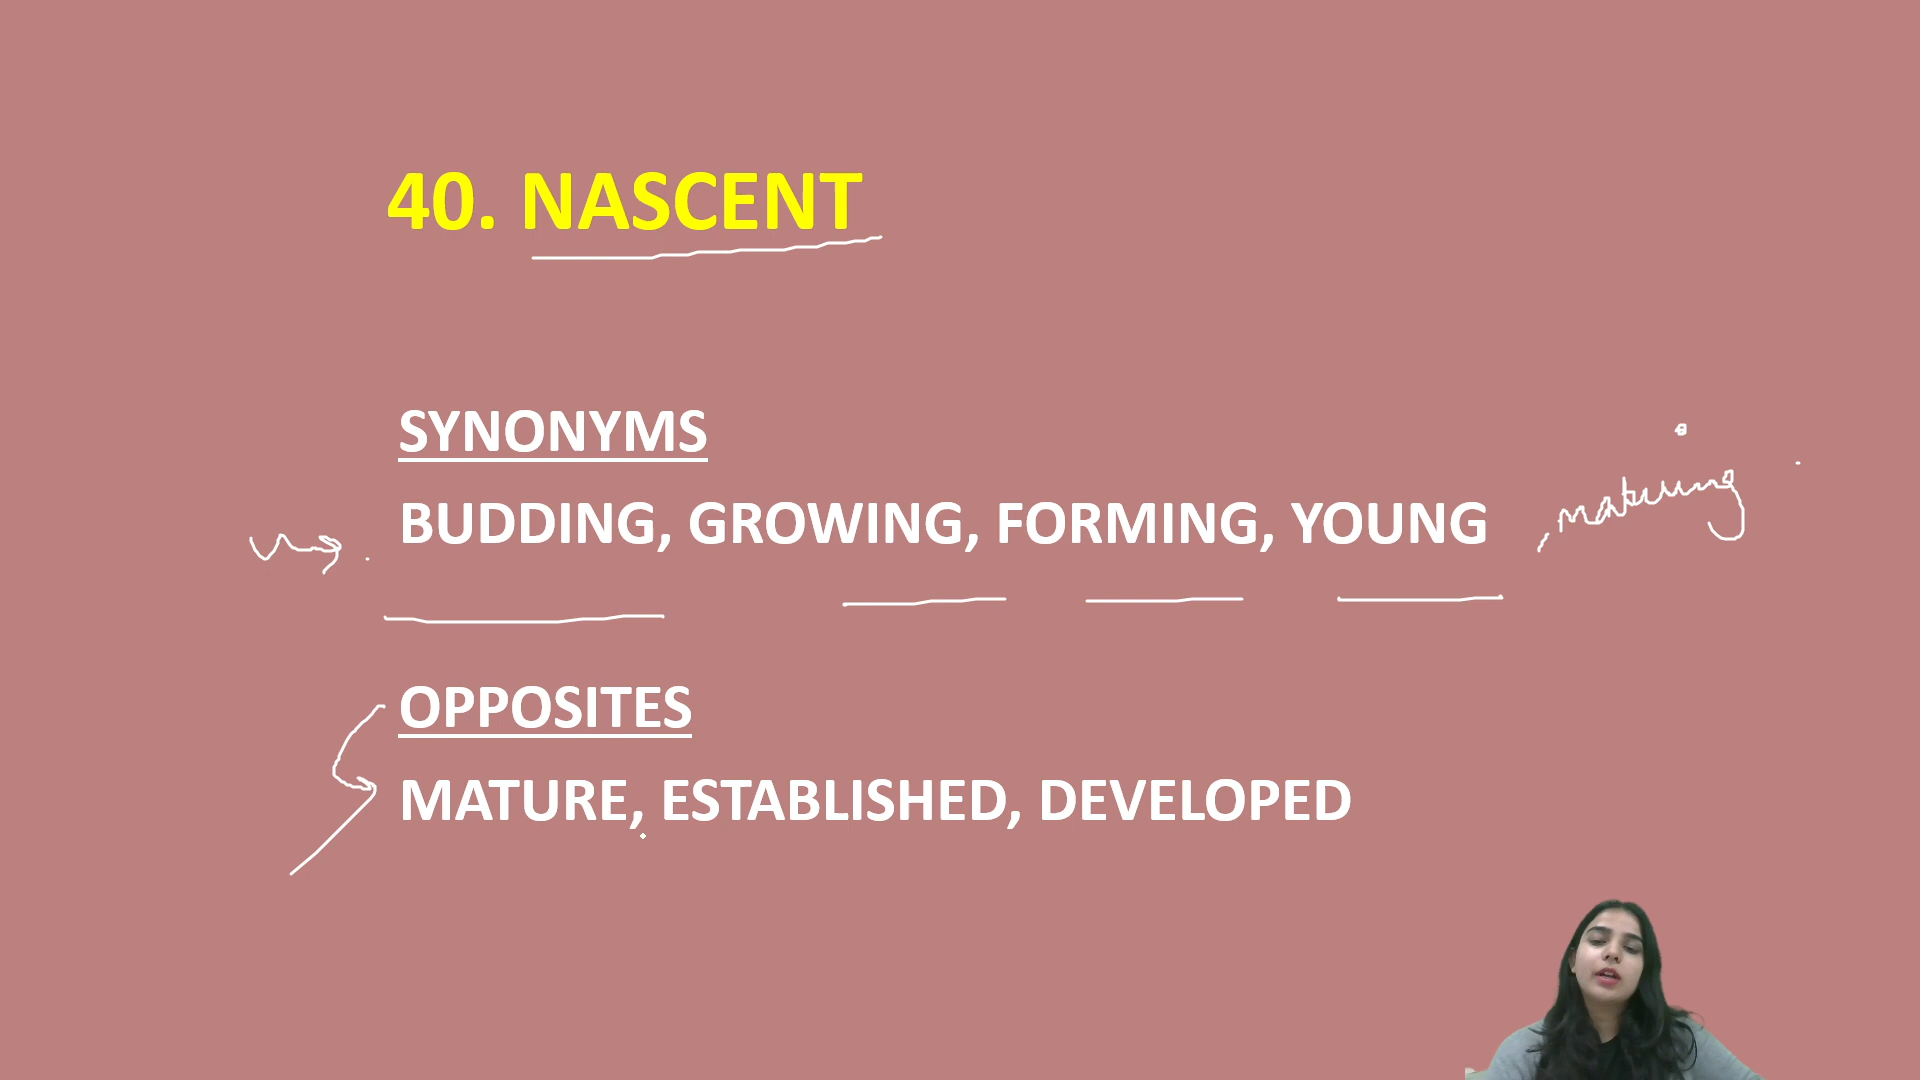 40. NASCENT
SYNONYMS
BUDDING, GROWING, FORMING, YOUNG , maturing
OPPOSITES
MATURE, ESTABLISHED, DEVELOPED